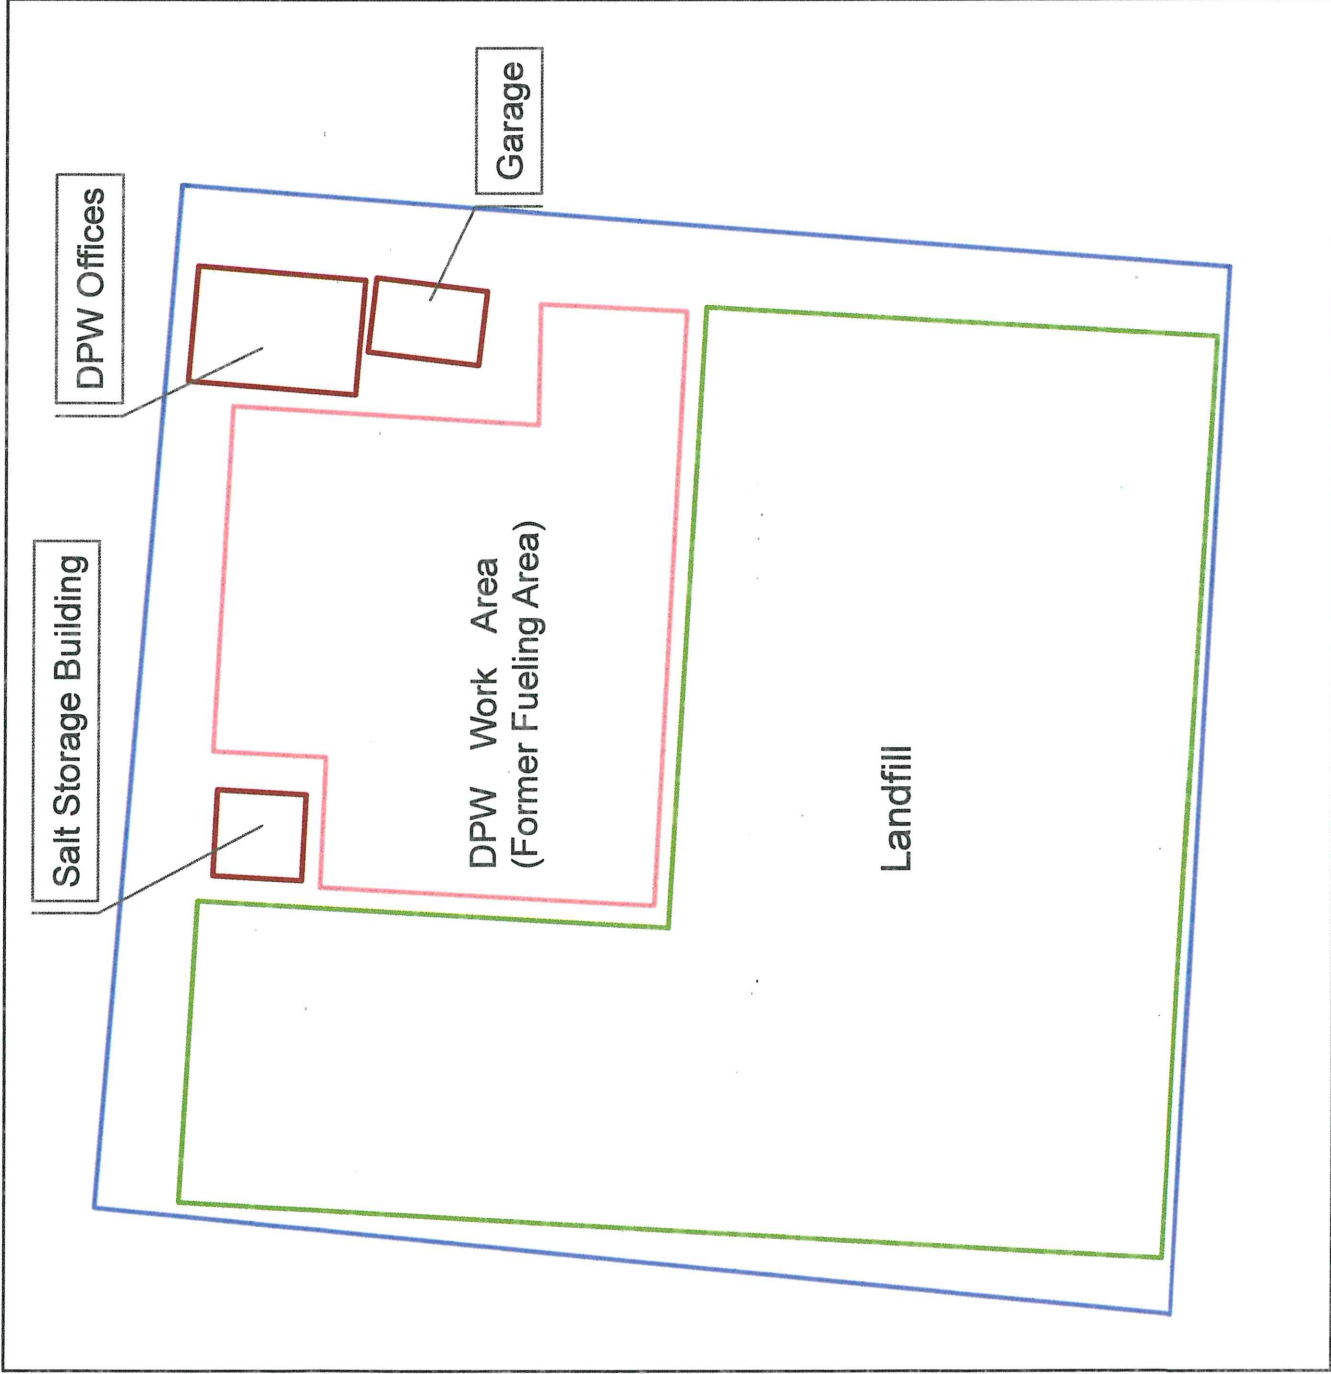 Salt Storage Building
DPW Offices
Garage
DPW Work Area
(Former Fueling Area)
Landfill